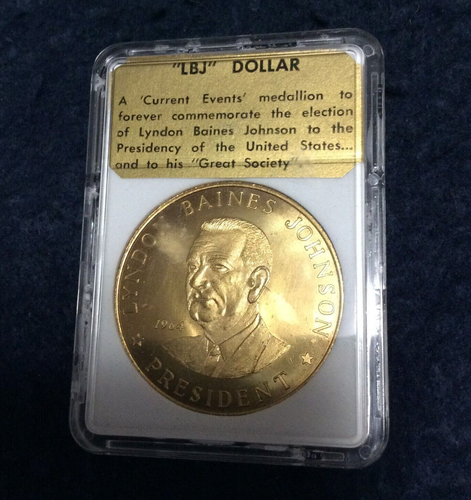 "LBJ" DOLLAR
A 'Current Events' medallion to
forever commemorate the election
of Lyndon Baines Johnson to the
Presidency of the United States...
and to his "Great Society".
LYNDON BAINES JOHNSON
1964
★ PRESIDENT ★